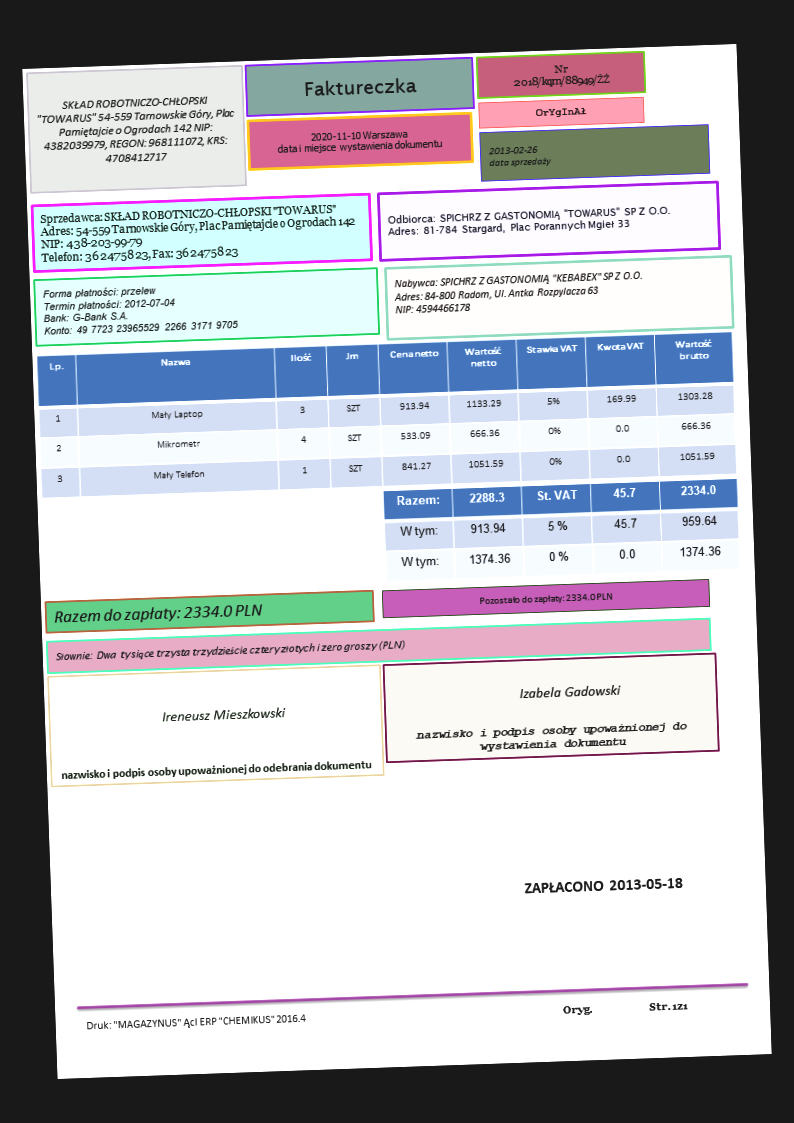 SKŁAD ROBOTNICZO-CHŁOPSKI
"TOWARUS" 54-559 Tarnowskie Góry, Plac
Pamiętajcie o Ogrodach 142 NIP:
4382039979, REGON: 968111072, KRS:
4708412717
Faktureczka
2020-11-10 Warszawa
data i miejsce wystawienia dokumentu
Nr
2018/kqm/88949/ŻŻ
OrYgInAł
2013-02-26
data sprzedaży
Sprzedawca: SKŁAD ROBOTNICZO-CHŁOPSKI "TOWARUS"
Adres: 54-559 Tarnowskie Góry, Plac Pamiętajcie o Ogrodach 142
NIP: 438-203-99-79
Telefon: 362475823, Fax: 362475823
Odbiorca: SPICHRZ Z GASTONOMIĄ "TOWARUS" SP Z O.O.
Adres: 81-784 Stargard, Plac Porannych Mgieł 33
Forma płatności: przelew
Termin płatności: 2012-07-04
Bank: G-Bank S.A.
Konto: 49 7723 23965529 2266 3171 9705
Nabywca: SPICHRZ Z GASTONOMIĄ "KEBABEX" SP Z O.O.
Adres: 84-800 Radom, Ul. Antka Rozpylacza 63
NIP: 4594466178
Lp. Nazwa Ilość Jm Cena netto Wartość netto Stawka VAT Kwota VAT Wartość brutto
1 Mały Laptop 3 SZT 913.94 1133.29 5% 169.99 1303.28
2 Mikrometr 4 SZT 533.09 666.36 0% 0.0 666.36
3 Mały Telefon 1 SZT 841.27 1051.59 0% 0.0 1051.59
Razem: 2288.3 St. VAT 45.7 2334.0
W tym: 913.94 5 % 45.7 959.64
W tym: 1374.36 0 % 0.0 1374.36
Razem do zapłaty: 2334.0 PLN
Pozostało do zapłaty: 2334.0 PLN
Słownie: Dwa tysiące trzysta trzydzieście czteryzłotych i zero groszy (PLN)
Ireneusz Mieszkowski
nazwisko i podpis osoby upoważnionej do odebrania dokumentu
Izabela Gadowski
nazwisko i podpis osoby upoważnionej do
wystawienia dokumentu
ZAPŁACONO 2013-05-18
Druk: "MAGAZYNUS" Ącl ERP "CHEMIKUS" 2016.4
Oryg.
Str. 1z1